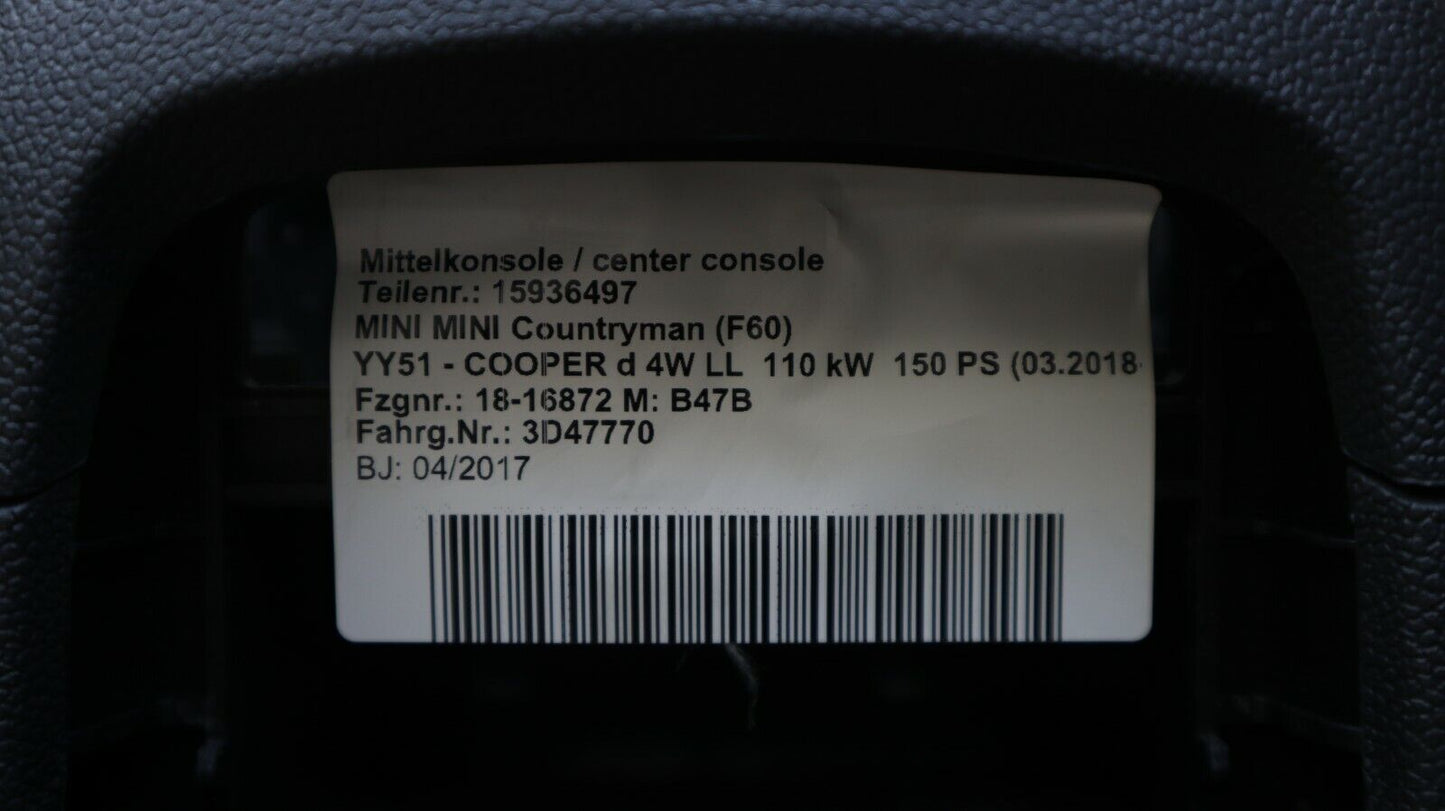 Mittelkonsole / center console
Teilenr.: 15936497
MINI MINI Countryman (F60)
YY51 - COOPER d 4W LL 110 kW 150 PS (03.2018-
Fzgnr.: 18-16872 M: B47B
Fahrg.Nr.: 3D47770
BJ: 04/2017